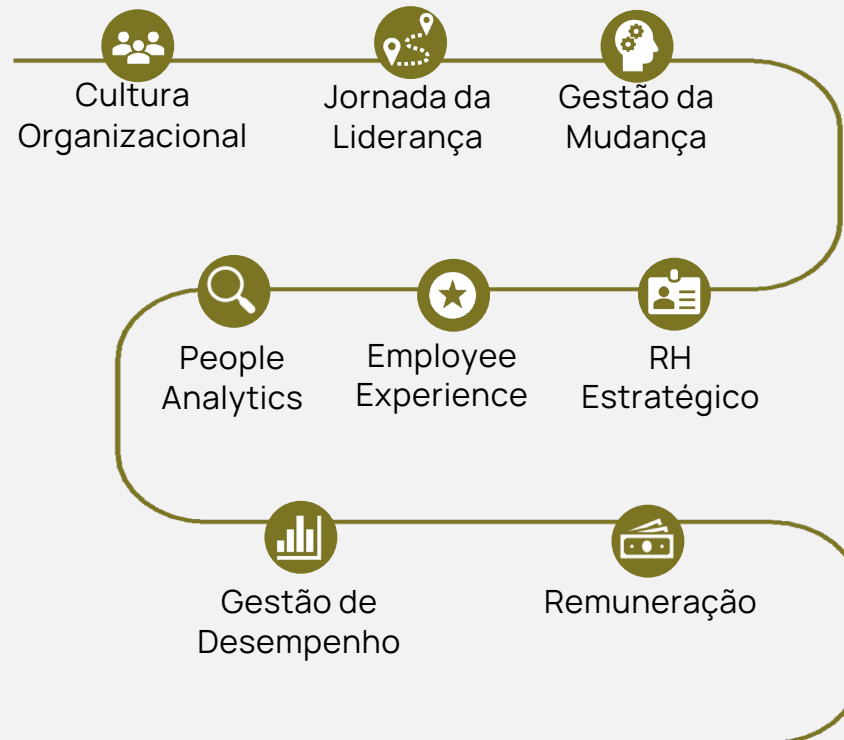 Cultura
Organizacional
Jornada da
Liderança
Gestão da
Mudança
People
Analytics
Employee
Experience
RH
Estratégico
Gestão de
Desempenho
Remuneração